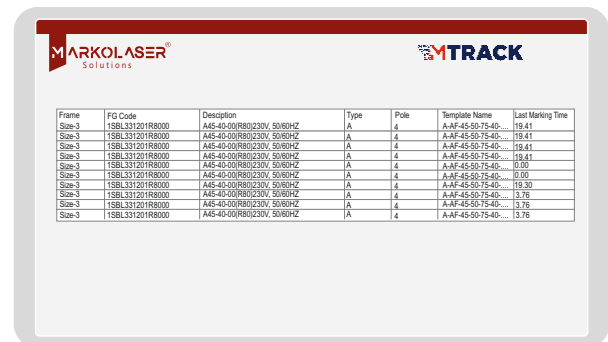 MARKOLASER®
Solutions
MTRACK
Frame FG Code Desciption Type Pole Template Name Last Marking Time
Size-3 1SBL331201R8000 A45-40-00(R80)230V, 50/60HZ A 4 A-AF-45-50-75-40-.... 19.41
Size-3 1SBL331201R8000 A45-40-00(R80)230V, 50/60HZ A 4 A-AF-45-50-75-40-.... 19.41
Size-3 1SBL331201R8000 A45-40-00(R80)230V, 50/60HZ A 4 A-AF-45-50-75-40-.... 19.41
Size-3 1SBL331201R8000 A45-40-00(R80)230V, 50/60HZ A 4 A-AF-45-50-75-40-.... 19.41
Size-3 1SBL331201R8000 A45-40-00(R80)230V, 50/60HZ A 4 A-AF-45-50-75-40-.... 0.00
Size-3 1SBL331201R8000 A45-40-00(R80)230V, 50/60HZ A 4 A-AF-45-50-75-40-.... 0.00
Size-3 1SBL331201R8000 A45-40-00(R80)230V, 50/60HZ A 4 A-AF-45-50-75-40-.... 19.30
Size-3 1SBL331201R8000 A45-40-00(R80)230V, 50/60HZ A 4 A-AF-45-50-75-40-.... 3.76
Size-3 1SBL331201R8000 A45-40-00(R80)230V, 50/60HZ A 4 A-AF-45-50-75-40-.... 3.76
Size-3 1SBL331201R8000 A45-40-00(R80)230V, 50/60HZ A 4 A-AF-45-50-75-40-.... 3.76